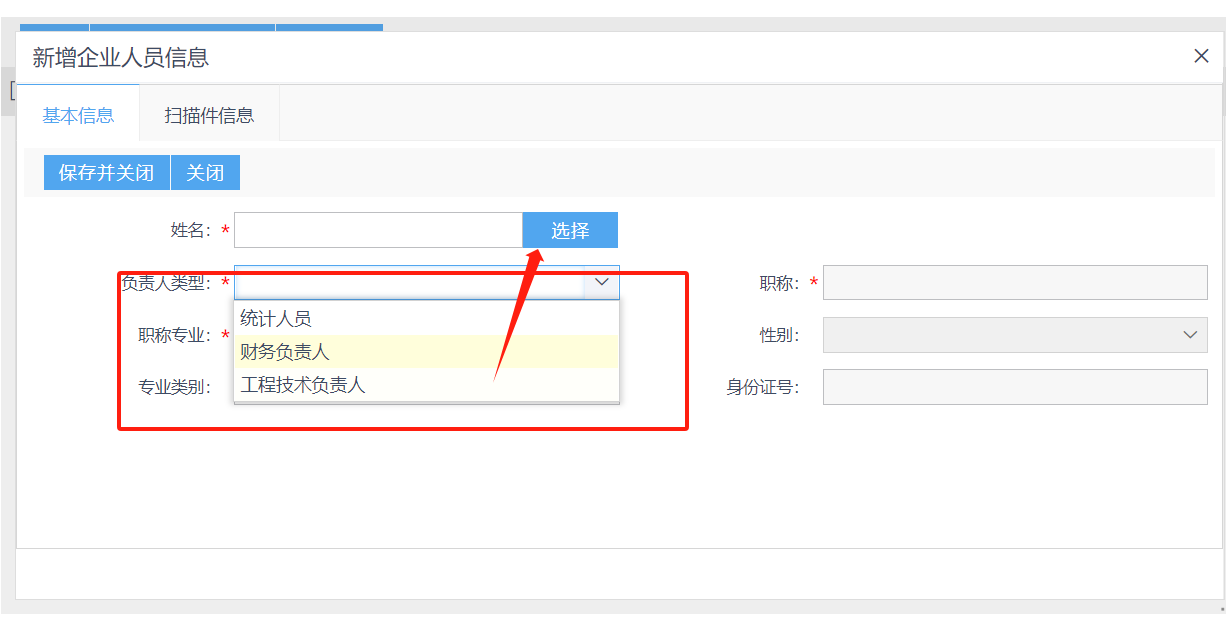 新增企业人员信息
基本信息 扫描件信息
保存并关闭 关闭
姓名：* 选择
负责人类型：* 职称：*
统计人员
职称专业：* 性别：
财务负责人
专业类别： 身份证号：
工程技术负责人